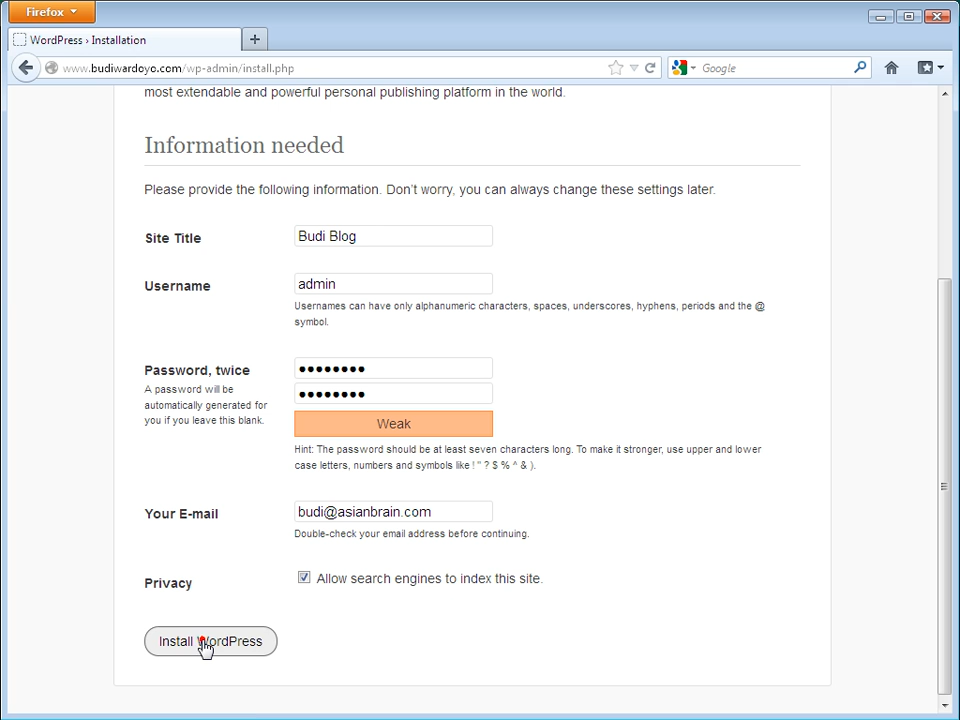 Firefox
WordPress › Installation
www.budiwardoyo.com/wp-admin/install.php
Google
most extendable and powerful personal publishing platform in the world.
Information needed
Please provide the following information. Don't worry, you can always change these settings later.
Site Title
Budi Blog
Username
admin
Usernames can have only alphanumeric characters, spaces, underscores, hyphens, periods and the @
symbol.
Password, twice
A password will be
automatically generated for
you if you leave this blank.
●●●●●●●●
●●●●●●●●
Weak
Hint: The password should be at least seven characters long. To make it stronger, use upper and lower
case letters, numbers and symbols like ! " ? $ % ^ & ).
Your E-mail
budi@asianbrain.com
Double-check your email address before continuing.
Privacy
Allow search engines to index this site.
Install WordPress